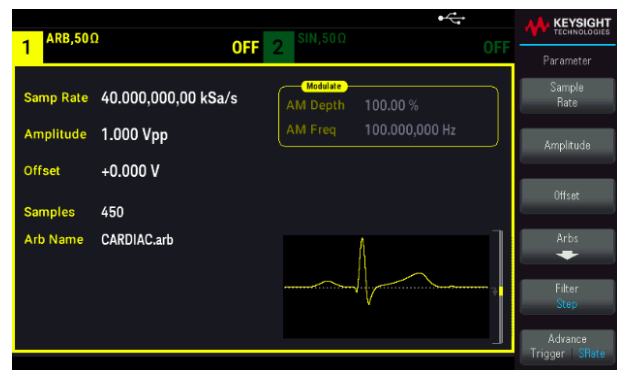 KEYSIGHT
TECHNOLOGIES
1 ARB,50Ω OFF
2 SIN,50Ω OFF
Parameter
Samp Rate 40.000,000,00 kSa/s
Amplitude 1.000 Vpp
Offset +0.000 V
Samples 450
Arb Name CARDIAC.arb
Modulate
AM Depth 100.00 %
AM Freq 100.000,000 Hz
Sample
Rate
Amplitude
Offset
Arbs
Filter
Step
Advance
Trigger SRate